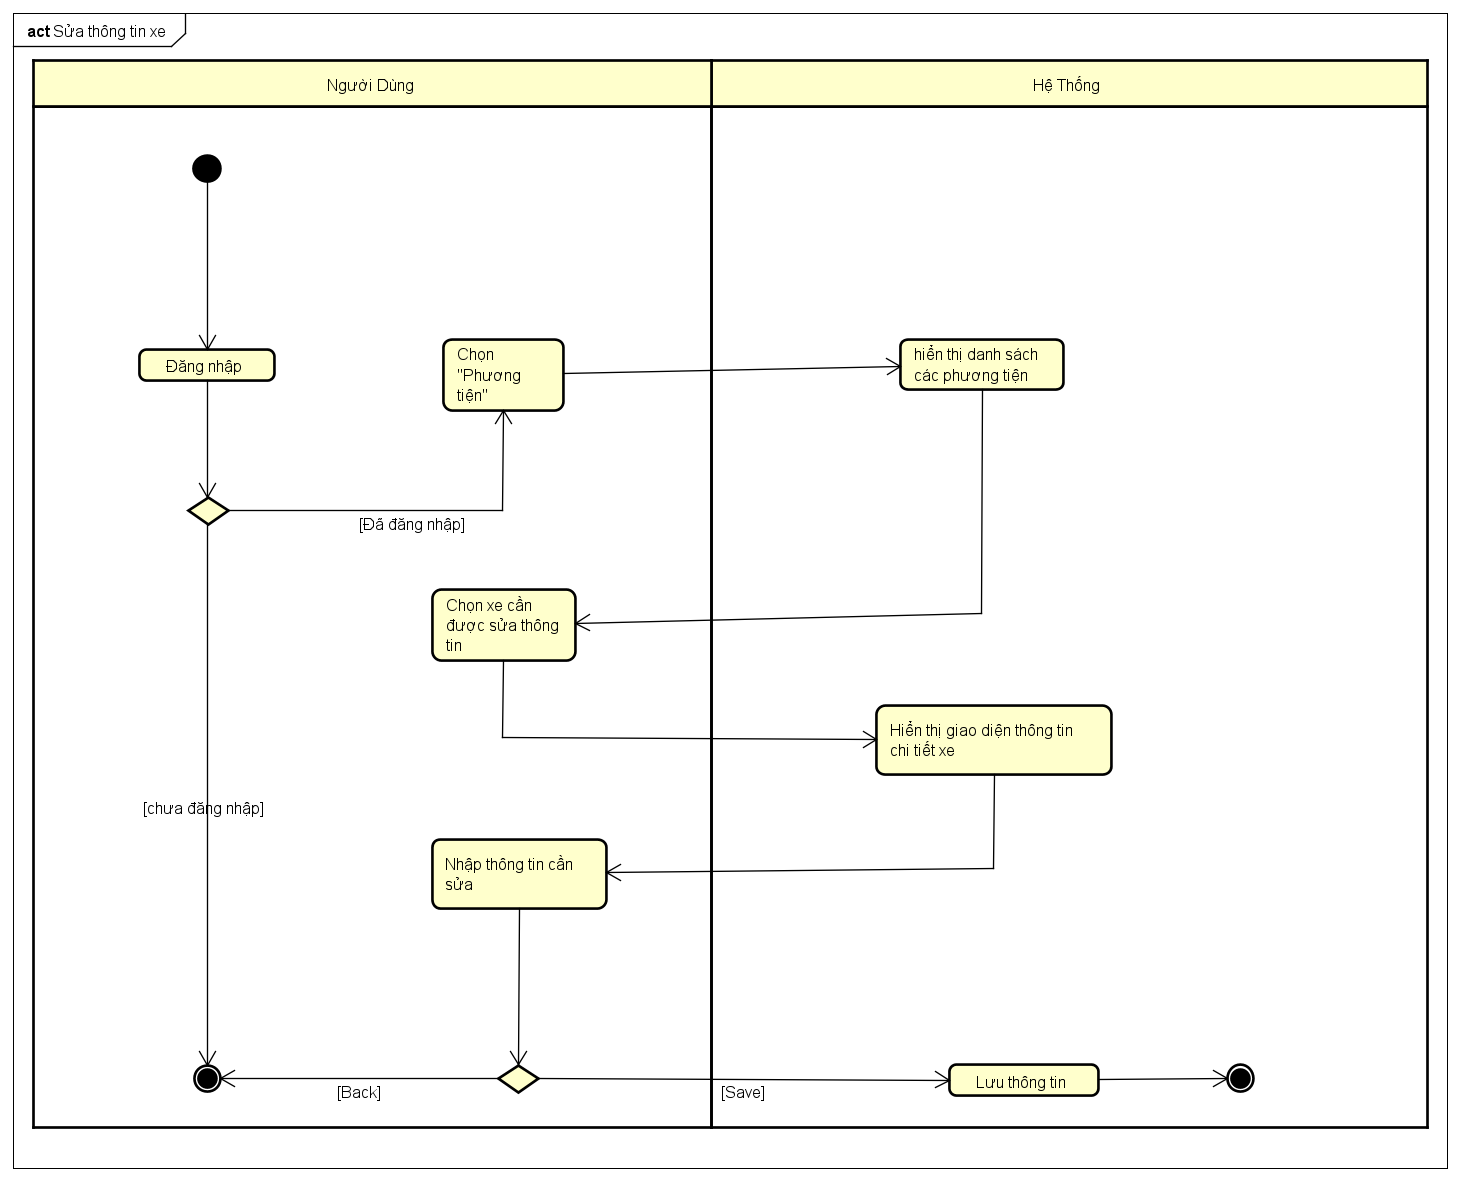 act Sửa thông tin xe
Người Dùng
Hệ Thống
Đăng nhập
Chọn
"Phương
tiện"
hiển thị danh sách
các phương tiện
[Đã đăng nhập]
Chọn xe cần
được sửa thông
tin
Hiển thị giao diện thông tin
chi tiết xe
[chưa đăng nhập]
Nhập thông tin cần
sửa
[Back]
[Save]
Lưu thông tin